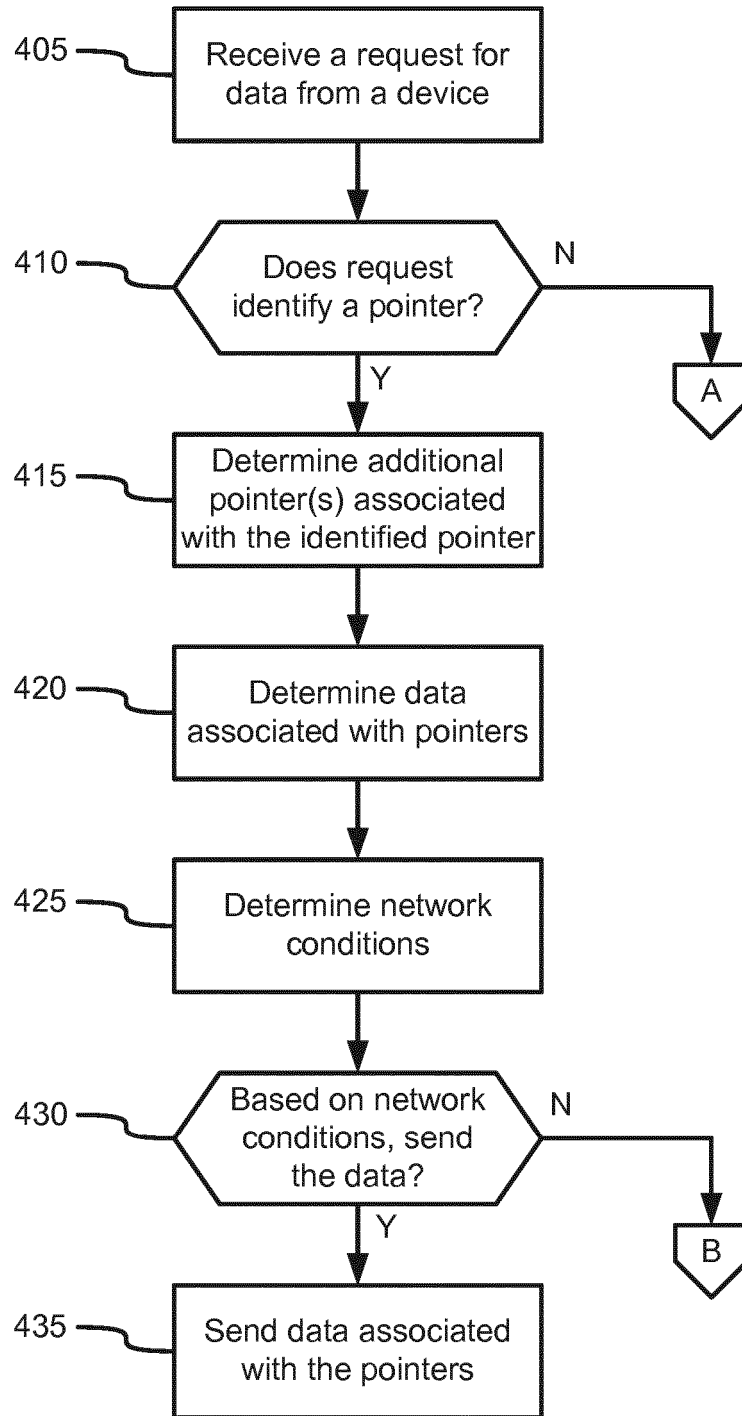 405
Receive a request for
data from a device
410
Does request
identify a pointer?
N
A
Y
415
Determine additional
pointer(s) associated
with the identified pointer
420
Determine data
associated with pointers
425
Determine network
conditions
430
Based on network
conditions, send
the data?
N
B
Y
435
Send data associated
with the pointers